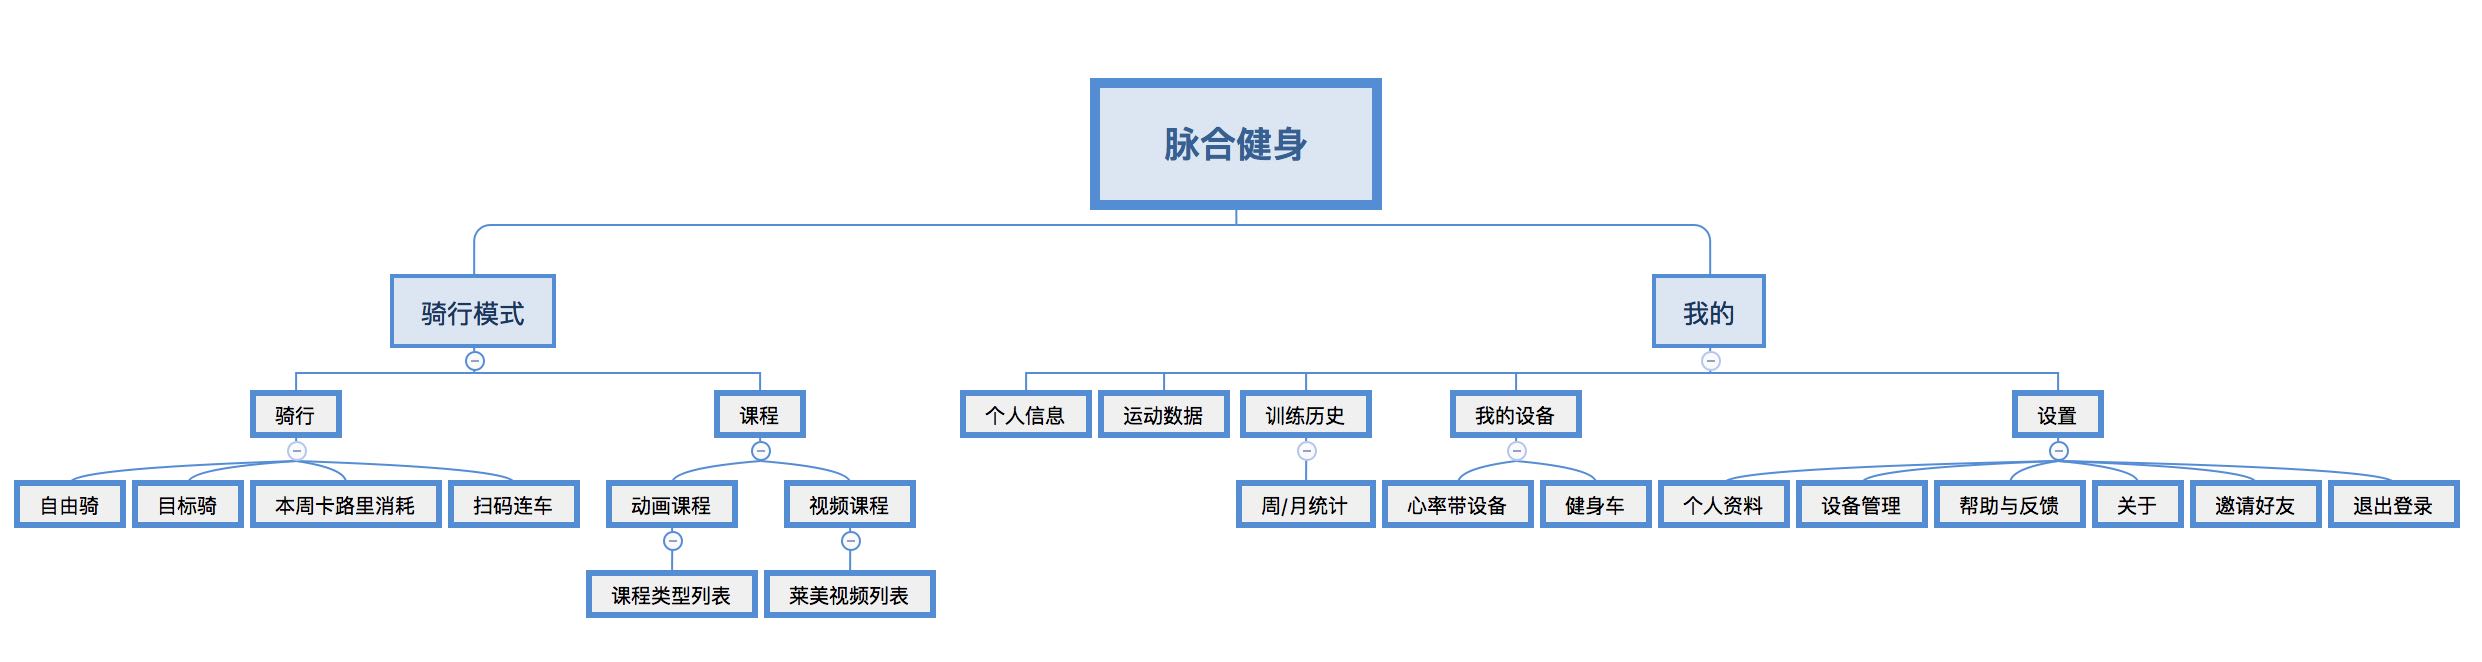 脉合健身
骑行模式
我的
骑行
课程
个人信息
运动数据
训练历史
我的设备
设置
自由骑
目标骑
本周卡路里消耗
扫码连车
动画课程
视频课程
周/月统计
心率带设备
健身车
个人资料
设备管理
帮助与反馈
关于
邀请好友
退出登录
课程类型列表
莱美视频列表